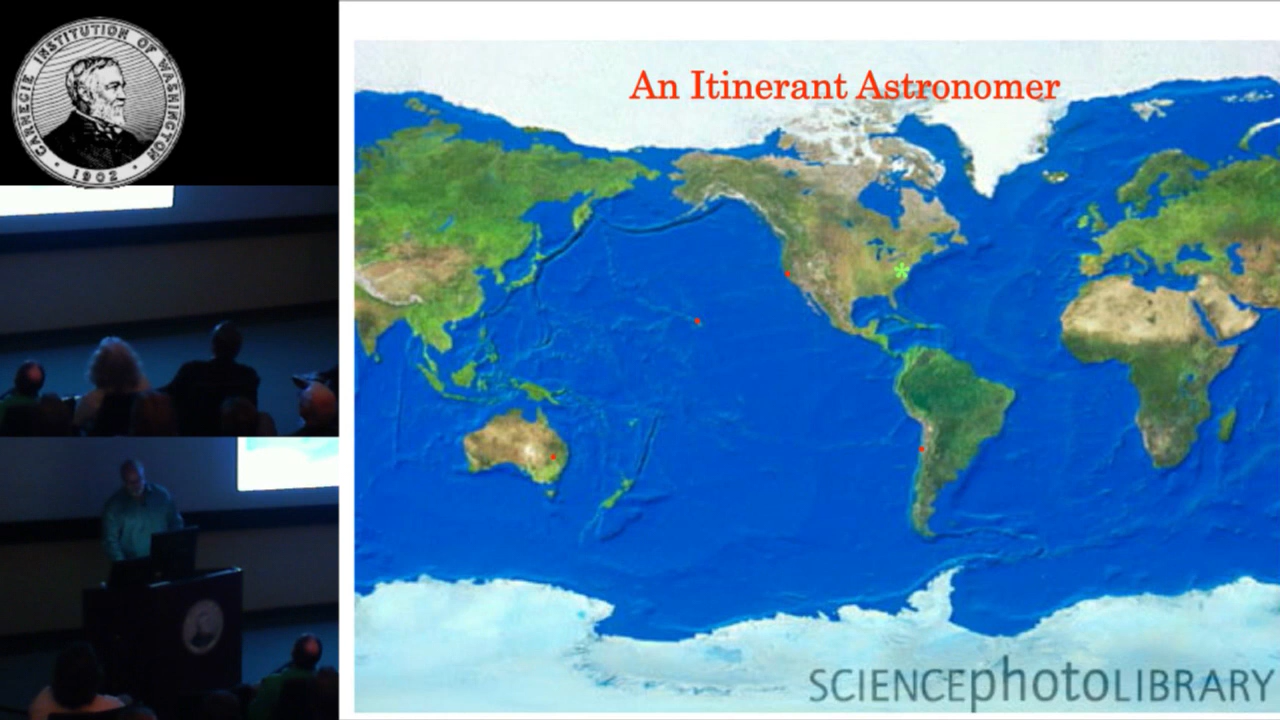 CARNEGIE INSTITUTION OF WASHINGTON
· 1902 ·
An Itinerant Astronomer
*
SCIENCEphotoLIBRARY